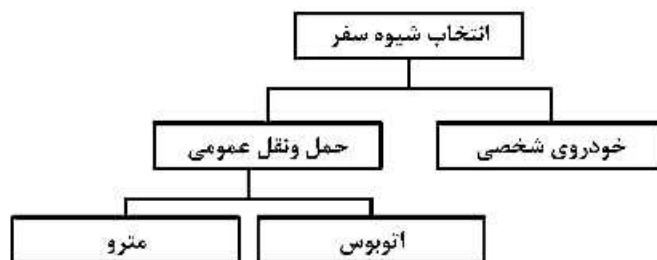 انتخاب شیوه سفر
خودروی شخصی
حمل ونقل عمومی
اتوبوس
مترو